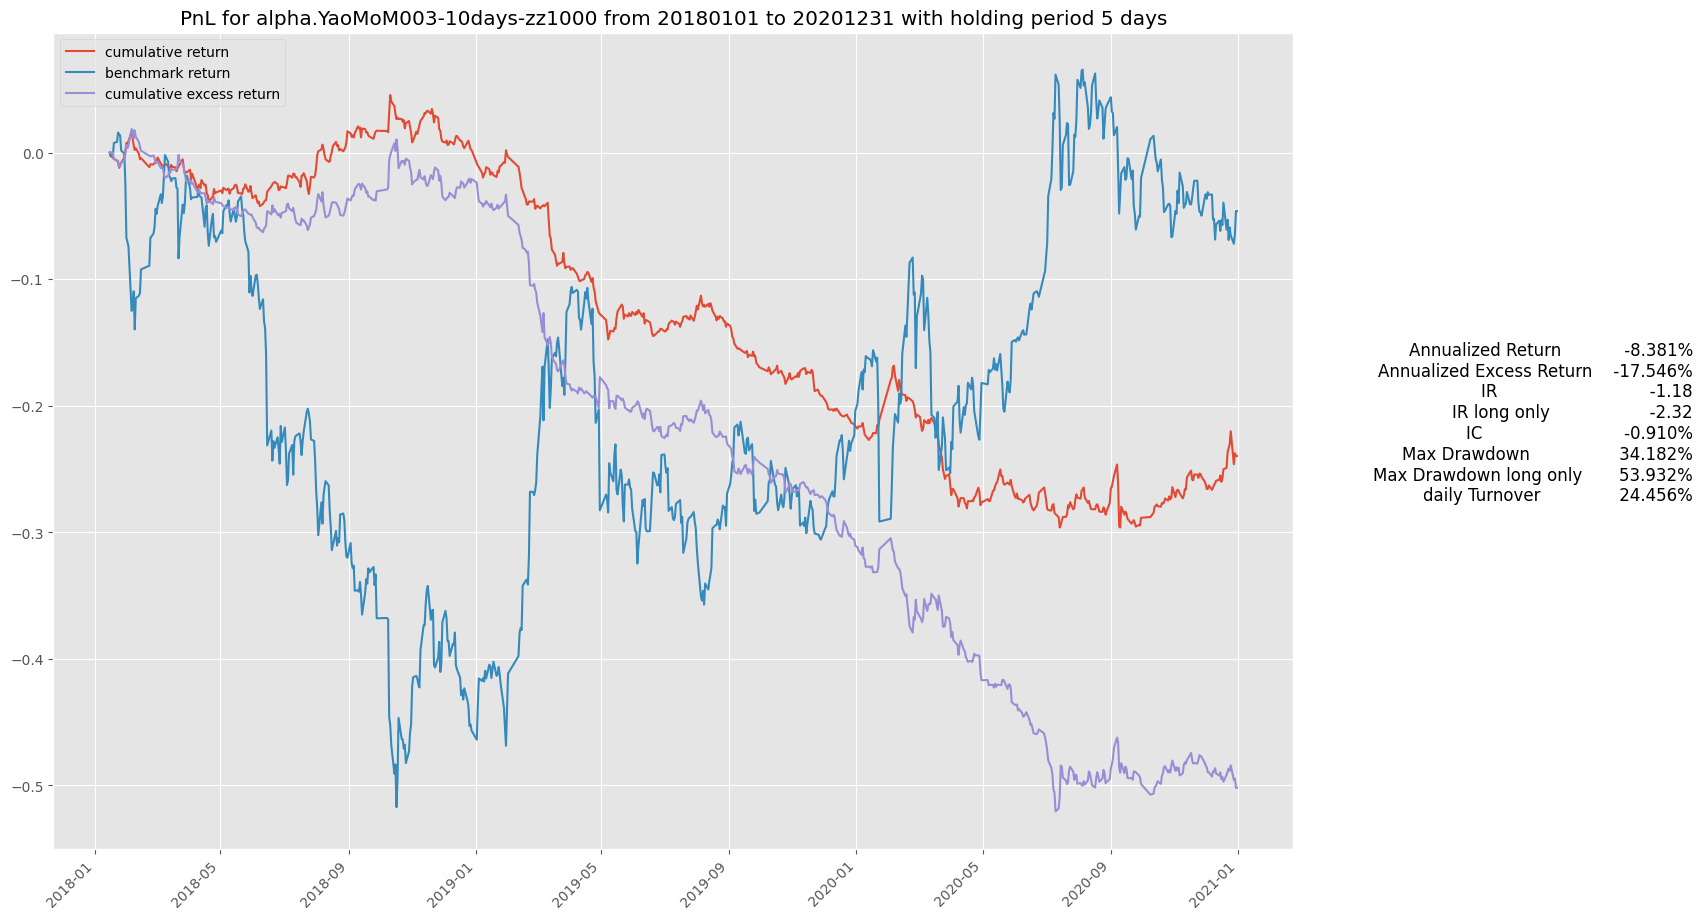 PnL for alpha.YaoMoM003-10days-zz1000 from 20180101 to 20201231 with holding period 5 days
cumulative return
benchmark return
cumulative excess return
0.0
−0.1
−0.2
−0.3
−0.4
−0.5
2018-01
2018-05
2018-09
2019-01
2019-05
2019-09
2020-01
2020-05
2020-09
2021-01
Annualized Return -8.381%
Annualized Excess Return -17.546%
IR -1.18
IR long only -2.32
IC -0.910%
Max Drawdown 34.182%
Max Drawdown long only 53.932%
daily Turnover 24.456%